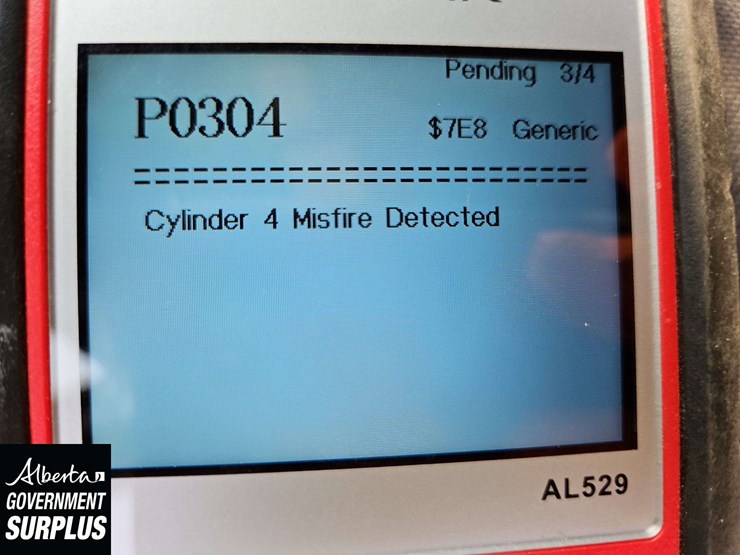 Pending 3/4
P0304 $7E8 Generic
==========================
Cylinder 4 Misfire Detected
AL529
Alberta
GOVERNMENT
SURPLUS